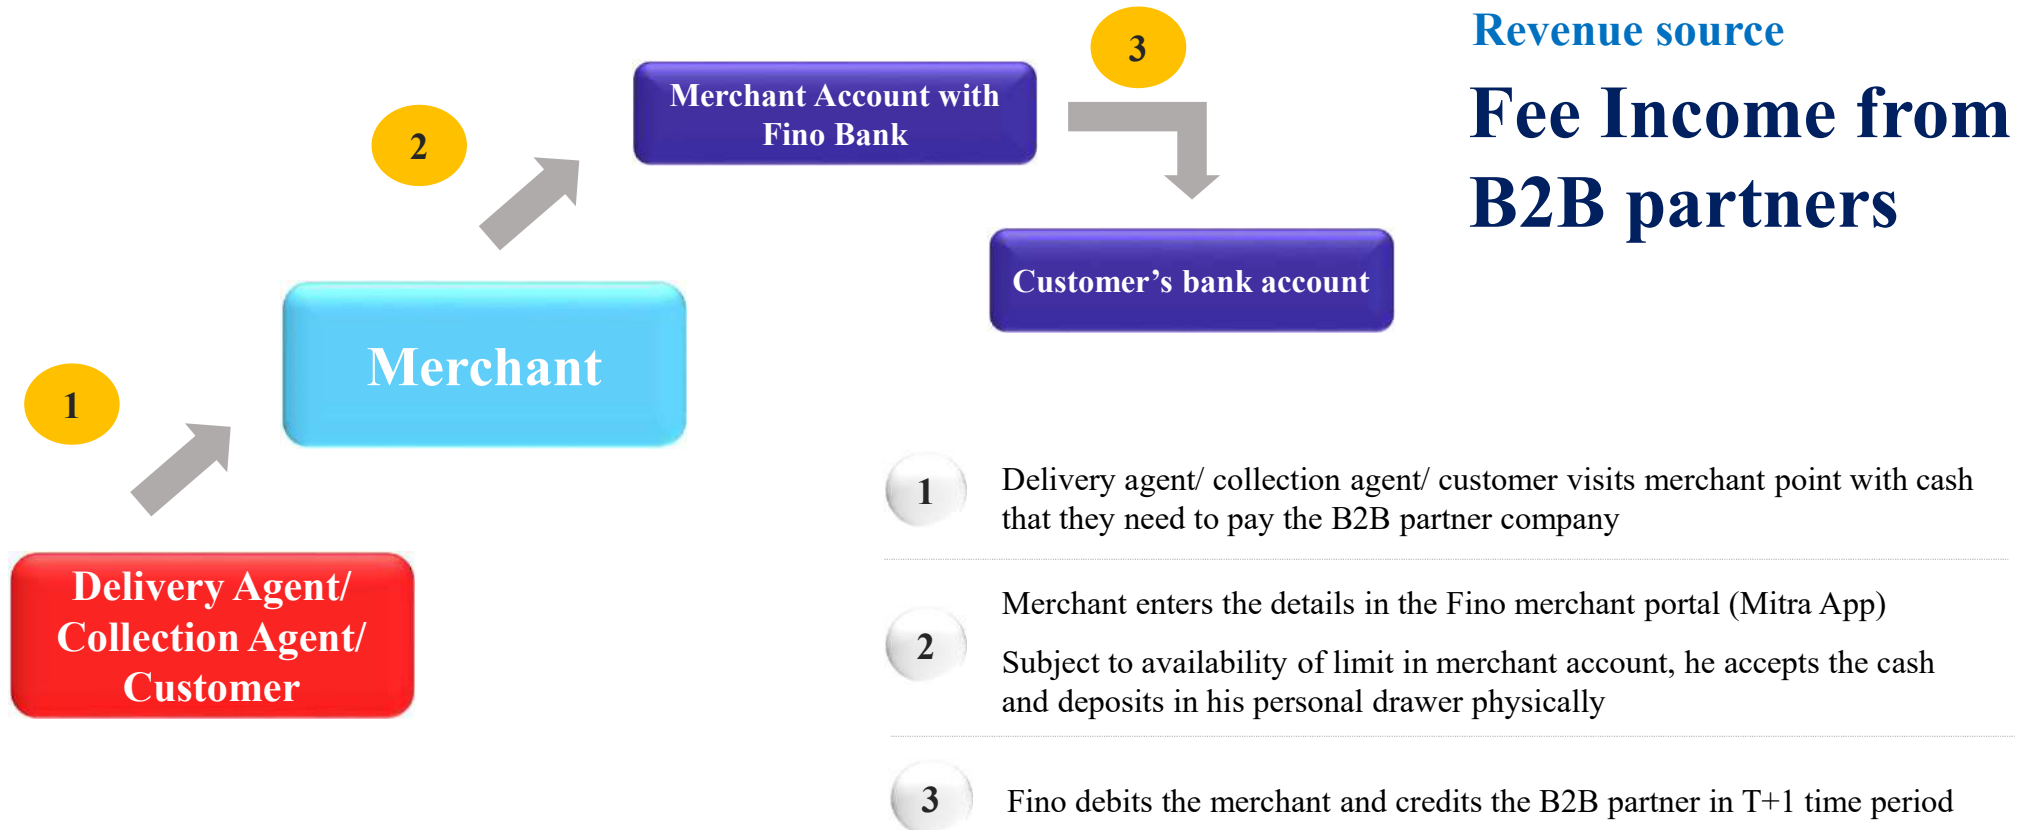 Revenue source
Fee Income from
B2B partners
3
Merchant Account with
Fino Bank
2
Customer’s bank account
Merchant
1
Delivery Agent/
Collection Agent/
Customer
1
Delivery agent/ collection agent/ customer visits merchant point with cash
that they need to pay the B2B partner company
2
Merchant enters the details in the Fino merchant portal (Mitra App)
Subject to availability of limit in merchant account, he accepts the cash
and deposits in his personal drawer physically
3
Fino debits the merchant and credits the B2B partner in T+1 time period